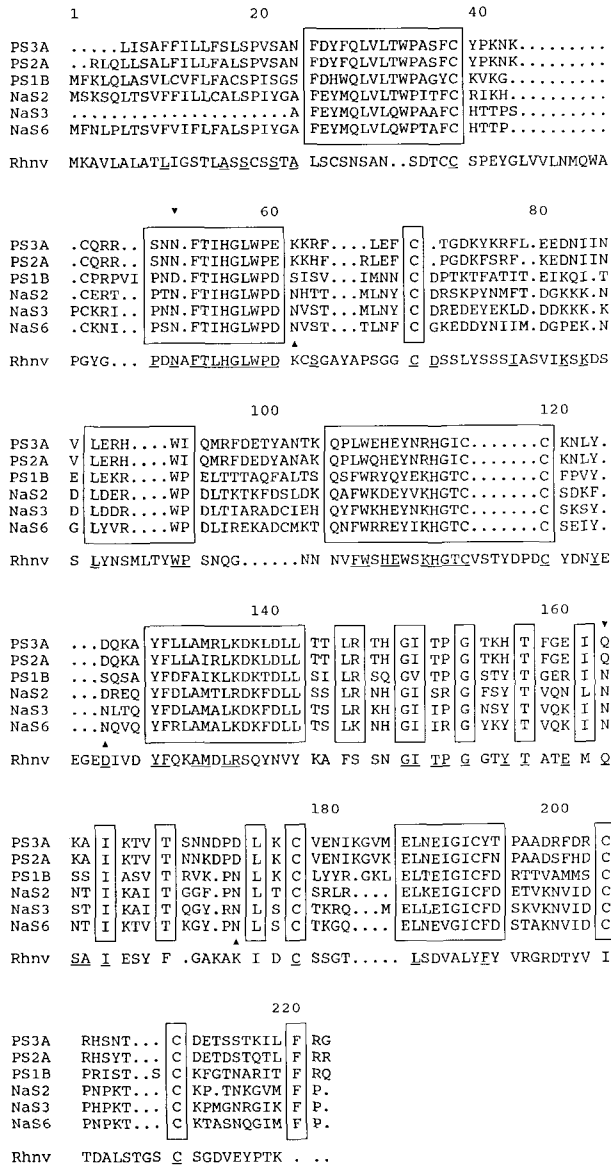 1 20 40
PS3A .....LISAFFILLFSLSPVSAN FDYFQLVLTWPASFC YPKNK.........
PS2A ..RLQLLSALFILLFALSPVSAN FDYFQLVLTWPASFC YPKNK.........
PS1B MFKLQLASVLCVFLFACSPISGS FDHWQLVLTWPAGYC KVKG..........
NaS2 MSKSQLTSVFFILLCALSPIYGA FEYMQLVLTWPITFC RIKH..........
NaS3 ......................A FEYMQLVLQWPAAFC HTTPS.........
NaS6 MFNLPLTSVFVIFLFALSPIYGA FEYMQLVLQWPTAFC HTTP..........
Rhnv MKAVLALATLIGSTLASSCSSTA LSCSNSAN..SDTCC SPEYGLVVLNMQWA
▼ 60 80
PS3A .CQRR.. SNN.FTIHGLWPE KKRF....LEF C .TGDKYKRFL.EEDNIIN
PS2A .CQRR.. SNN.FTIHGLWPE KKHF....RLEF C .PGDKFSRF.KEDNIIN
PS1B .CPRPVI PND.FTIHGLWPD SISV....IMNN C DPTKTFATIT.EIKQI.T
NaS2 .CERT.. PTN.FTIHGLWPD NHTT....MLNY C DRSKPYNMFT.DGKKK.N
NaS3 PCKRI.. PNN.FTIHGLWPD NVST....MLNY C DREDEYEKLD.DDKKK.K
NaS6 .CKNI.. PSN.FTIHGLWPD NVST....TLNF C GKEDDYNIIM.DGPEK.N
Rhnv PGYG... PDNAFTLHGLWPD KCSGAYAPSGG C DSSLYSSSIASVIKSKDS
▲
100 120
PS3A V LERH....WI QMRFDETYANTK QPLWEHEYNRHGIC.......C KNLY.
PS2A V LERH....WI QMRFDEDYANAK QPLWQHEYNRHGIC.......C KNLY.
PS1B E LEKR....WP ELTTTAQFALTS QSFWRYQYEKHGTC.......C FPVY.
NaS2 D LDER....WP DLTKTKFDSLDK QAFWKDEYVKHGTC.......C SDKF.
NaS3 D LDDR....WP DLTIARADCIEH QYFWKHEYNKHGTC.......C SKSY.
NaS6 G LYVR....WP DLIREKADCMKT QNFWRREYIKHGTC.......C SEIY.
Rhnv S LYNSMLTYWP SNQG......NN NVFWSHEWSKHGTCVSTYDPDC YDNYE
140 160
▼
PS3A ...DQKA YFLLAMRLKDKLDLL TT LR TH GI TP G TKH T FGE I Q
PS2A ...DQKA YFLLAIRLKDKLDLL TT LR TH GI TP G TKH T FGE I Q
PS1B ...SQSA YFDFAIKLKDKTDLL SI LR SQ GV TP G STY T GER I N
NaS2 ...DREQ YFDLAMTLRDKFDLL SS LR NH GI SR G FSY T VQN L N
NaS3 ...NLTQ YFDLAMALKDKFDLL TS LR KH GI IP G NSY T VQK I N
NaS6 ...NQVQ YFRLAMALKDKFDLL TS LK NH GI IR G YKY T VQK I N
▲
Rhnv EGEDIVD YFQKAMDLRSQYNVY KA FS SN GI TP G GTY T ATE M Q
180 200
PS3A KA I KTV T SNNDPD L K C VENIKGVM ELNEIGICYT PAADRFDR C
PS2A KA I KTV T NNKDPD L K C VENIKGVK ELNEIGICFN PAADSFHD C
PS1B SS I ASV T RVK.PN L K C LYYR.GKL ELTEIGICFD RTTVAMMS C
NaS2 NT I KAI T GGF.PN L T C SRLR.... ELKEIGICFD ETVKNVID C
NaS3 ST I KAI T QGY.RN L S C TKRQ...M ELLEIGICFD SKVKNVID C
NaS6 NT I KTV T KGY.PN L S C TKGQ.... ELNEVGICFD STAKNVID C
▲
Rhnv SA I ESY F .GAKAK I D C SSGT.... LSDVALYFY VRGRDTYV I
220
PS3A RHSNT... C DETSSTKIL F RG
PS2A RHSYT... C DETDSTQTL F RR
PS1B PRIST..S C KFGTNARIT F RQ
NaS2 PNPKT... C KP.TNKGVM F P.
NaS3 PHPKT... C KPMGNRGIK F P.
NaS6 PNPKT... C KTASNQGIM F P.
Rhnv TDALSTGS C SGDVEYPTK . ..